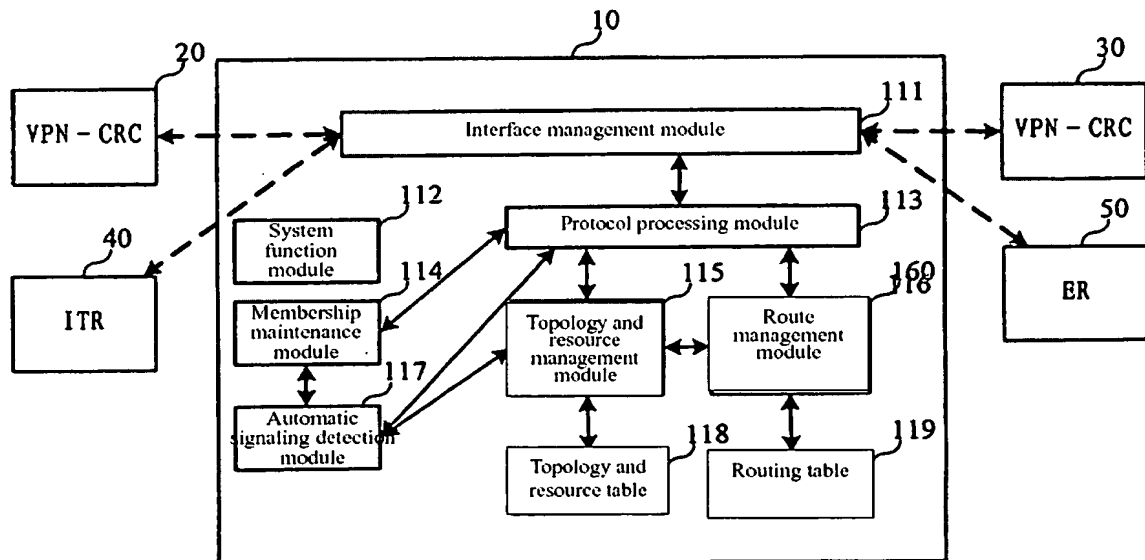 10
20
30
VPN-CRC
Interface management module
111
VPN-CRC
112
System
function
module
Protocol processing module
113
40
ITR
50
ER
114
Membership
maintenance
module
115
Topology and
resource
management
module
160
Route
management
module
117
Automatic
signaling detection
module
118
Topology and
resource table
119
Routing table